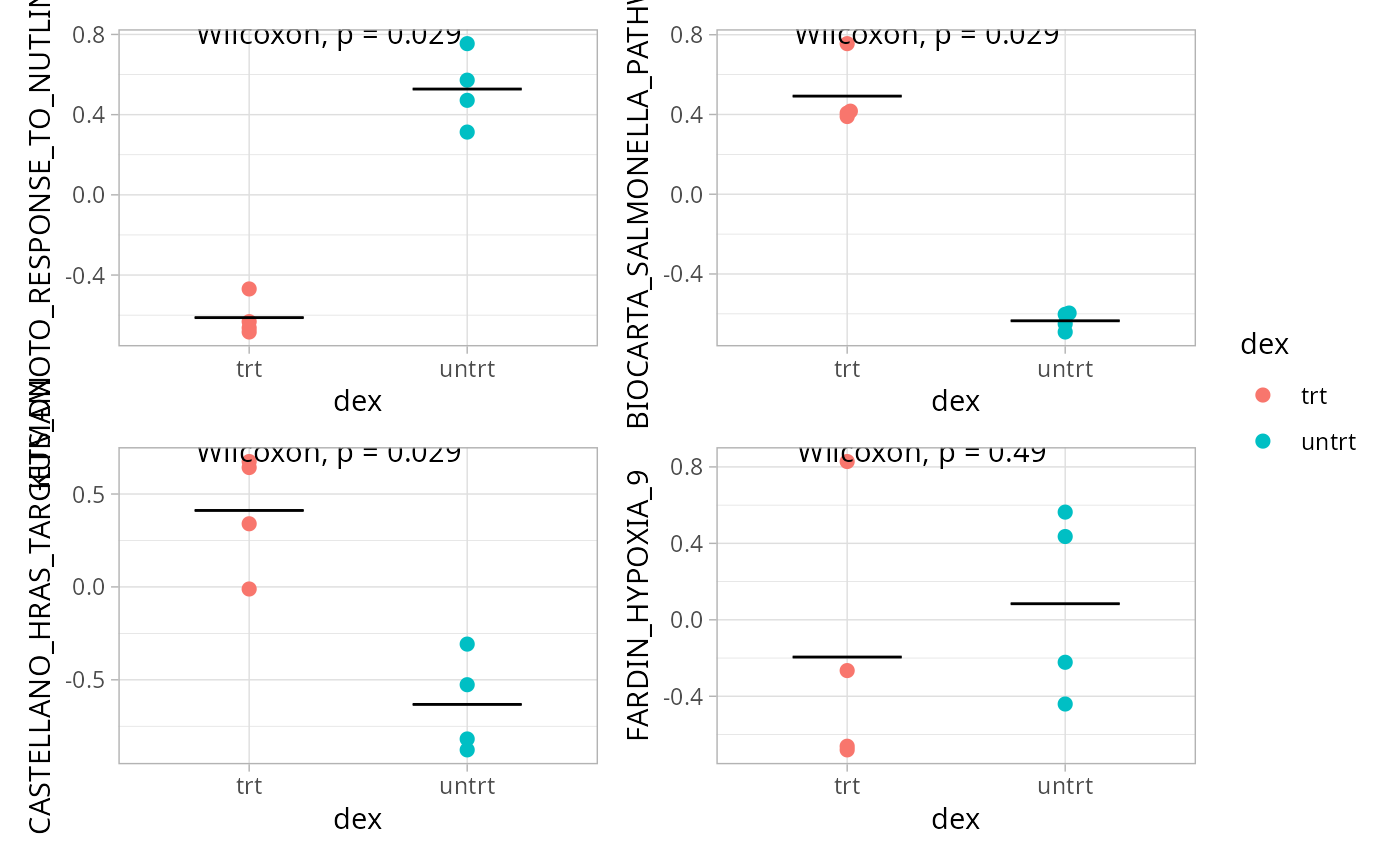 KUMAMOTO_RESPONSE_TO_NUTLIN
Wilcoxon, p = 0.029
0.8
0.4
0.0
-0.4
trt
untrt
dex
BIOCARTA_SALMONELLA_PATHW
Wilcoxon, p = 0.029
0.8
0.4
0.0
-0.4
trt
untrt
dex
CASTELLANO_HRAS_TARGETS_DN
Wilcoxon, p = 0.029
0.5
0.0
-0.5
trt
untrt
dex
FARDIN_HYPOXIA_9
Wilcoxon, p = 0.49
0.8
0.4
0.0
-0.4
trt
untrt
dex
dex
trt
untrt